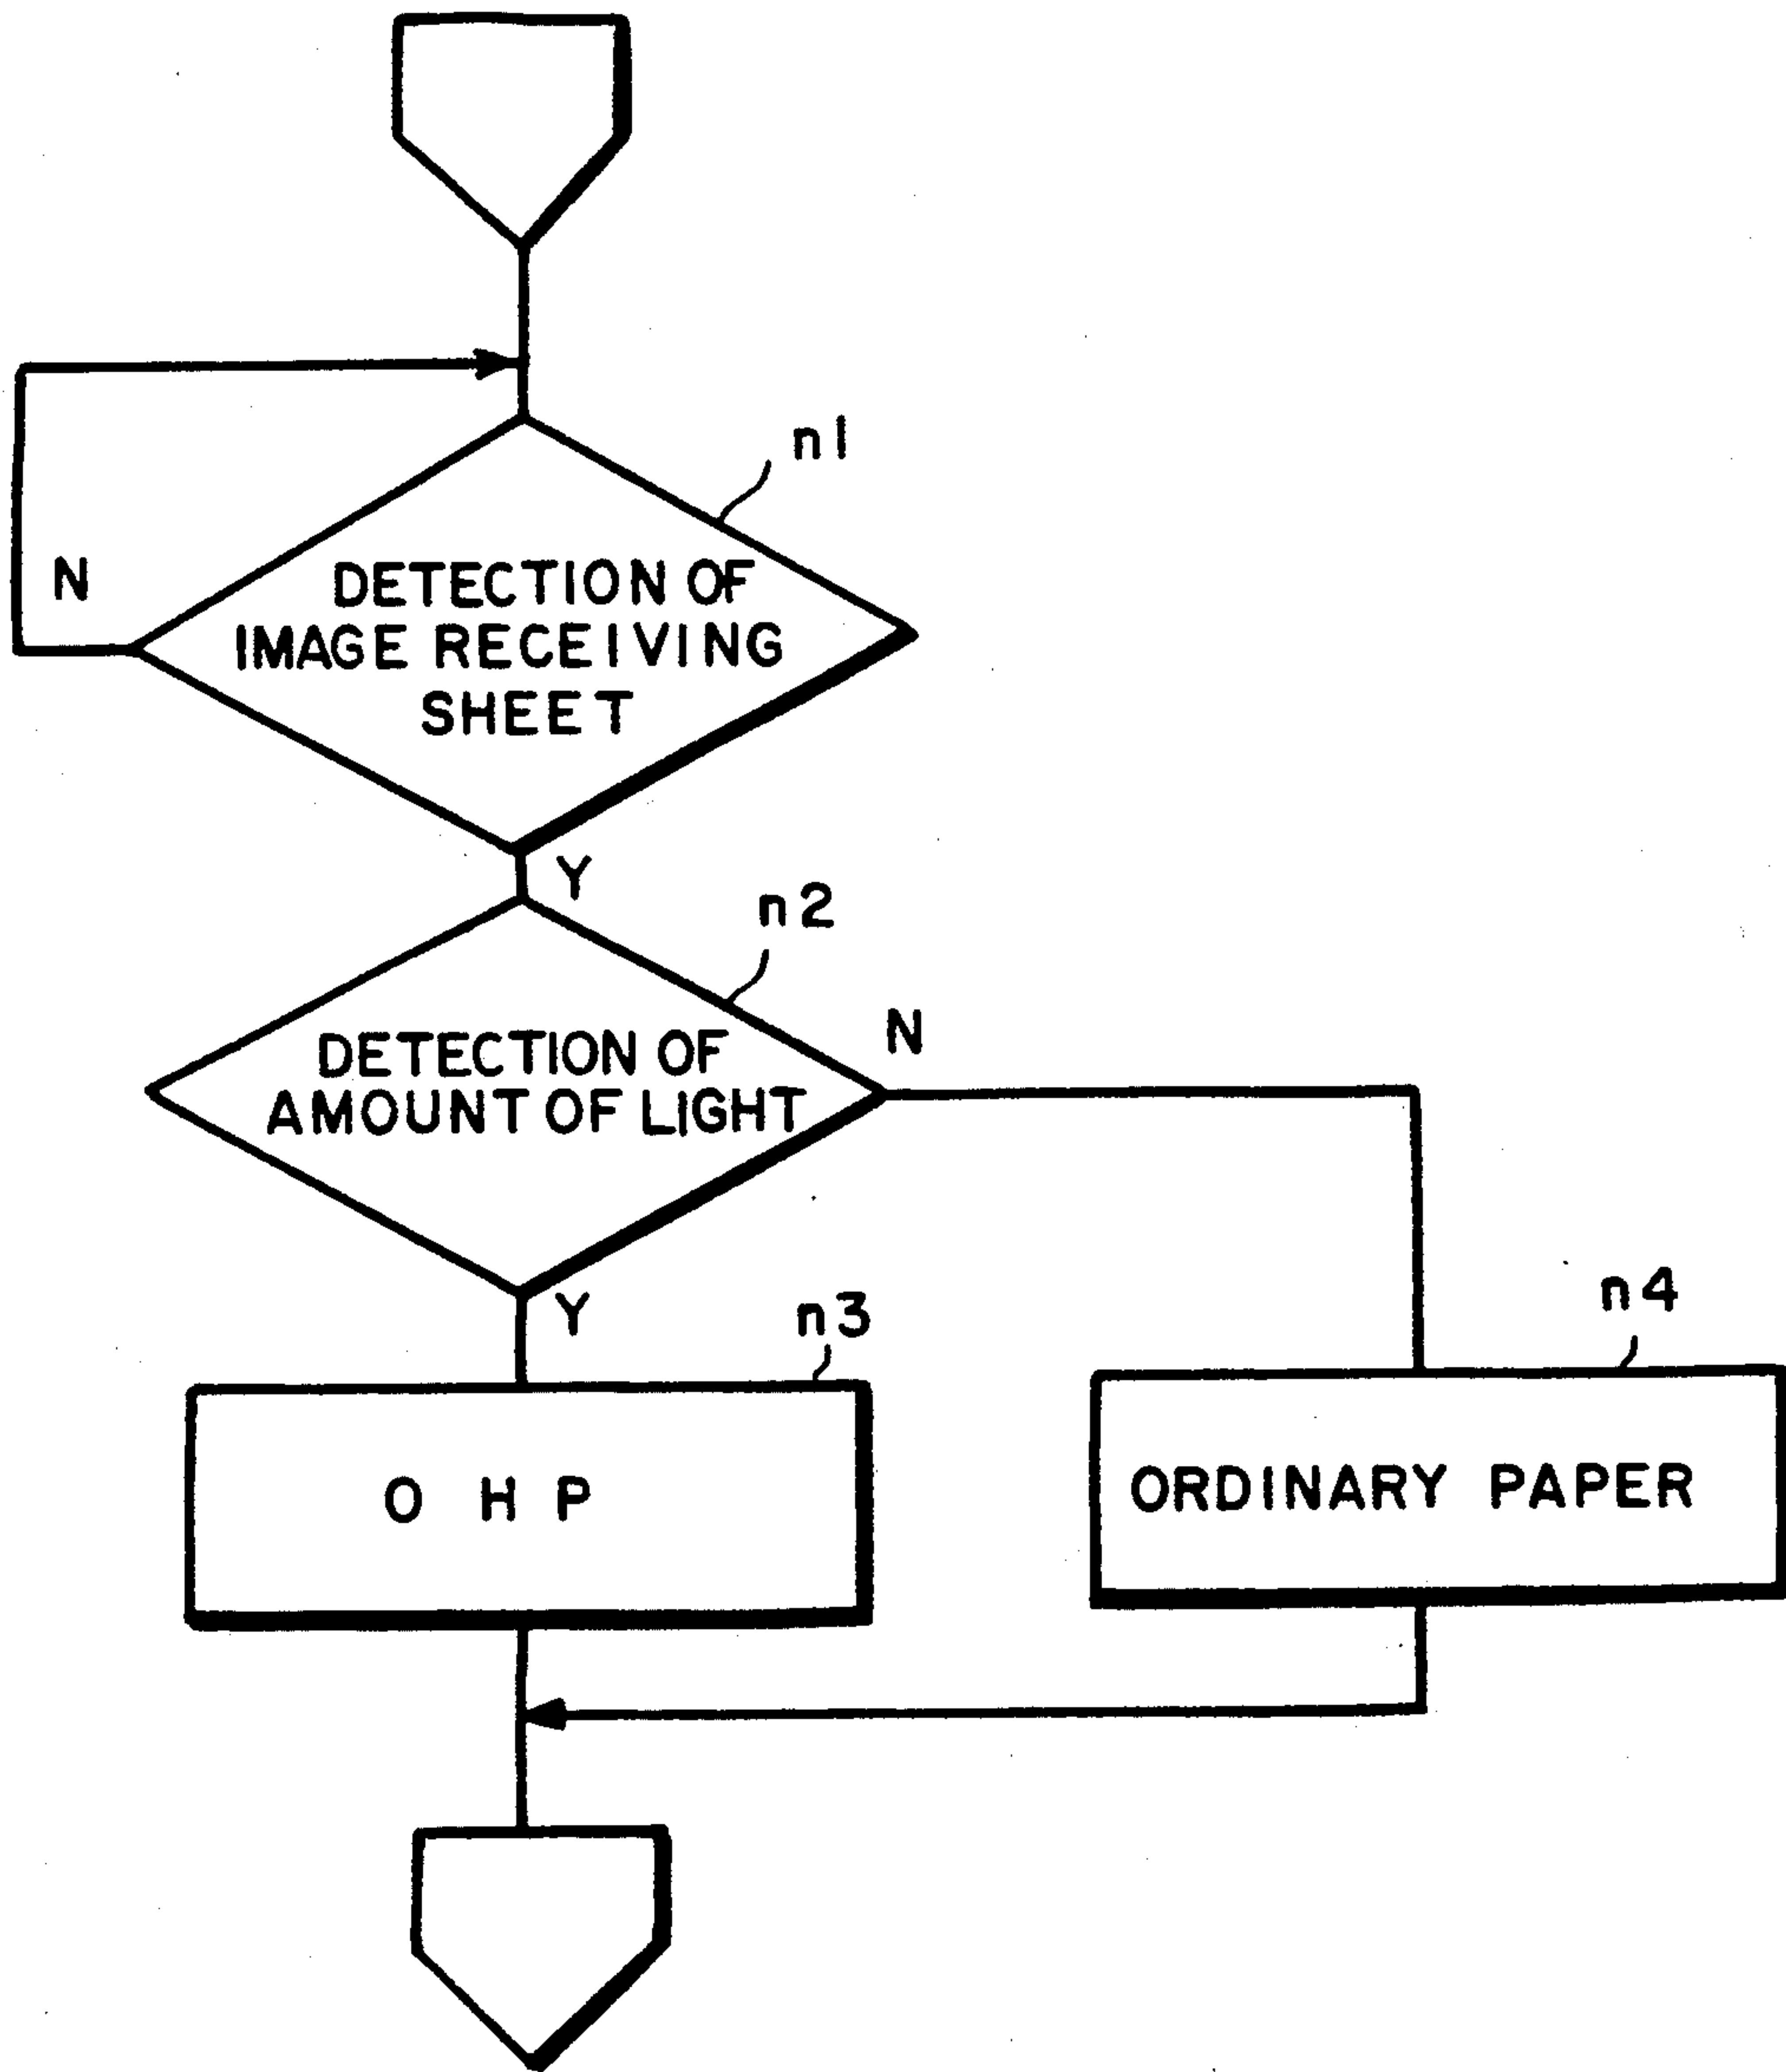 n1
N
DETECTION OF
IMAGE RECEIVING
SHEET
Y
n2
N
DETECTION OF
AMOUNT OF LIGHT
Y
n3
n4
O H P
ORDINARY PAPER